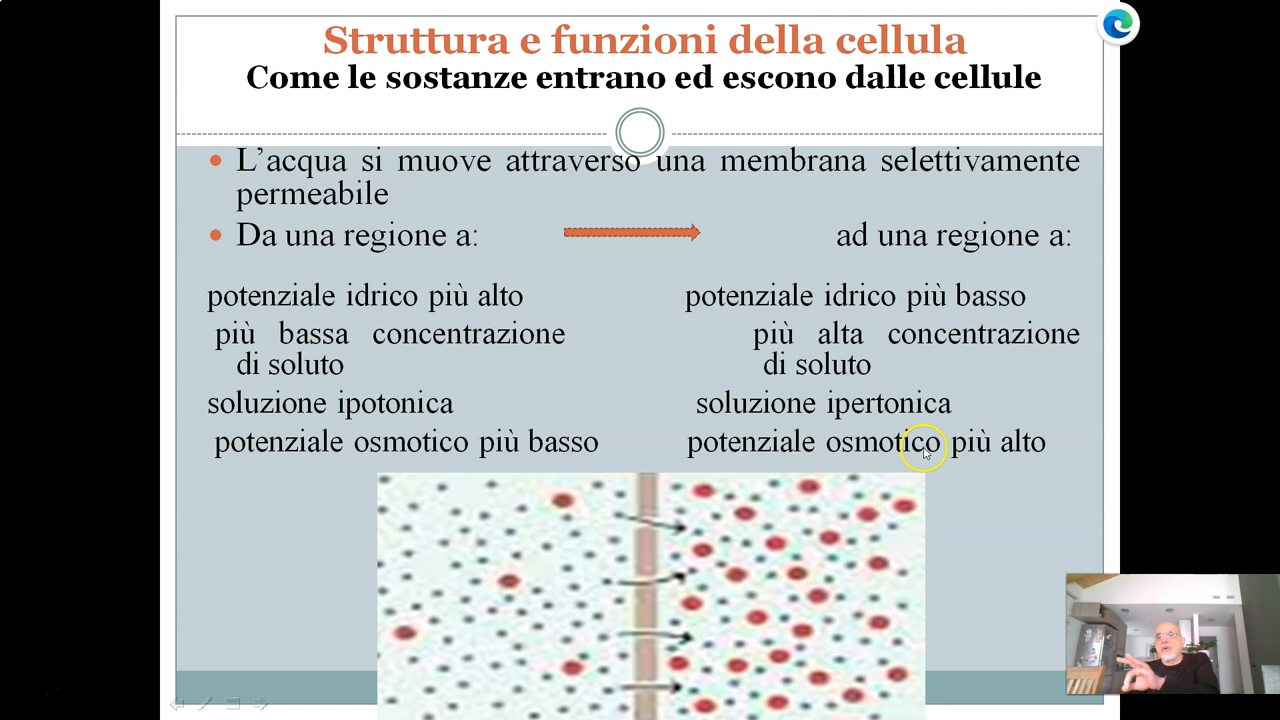 Struttura e funzioni della cellula
Come le sostanze entrano ed escono dalle cellule
L'acqua si muove attraverso una membrana selettivamente
permeabile
Da una regione a: ad una regione a:
potenziale idrico più alto potenziale idrico più basso
più bassa concentrazione più alta concentrazione
di soluto di soluto
soluzione ipotonica soluzione ipertonica
potenziale osmotico più basso potenziale osmotico più alto